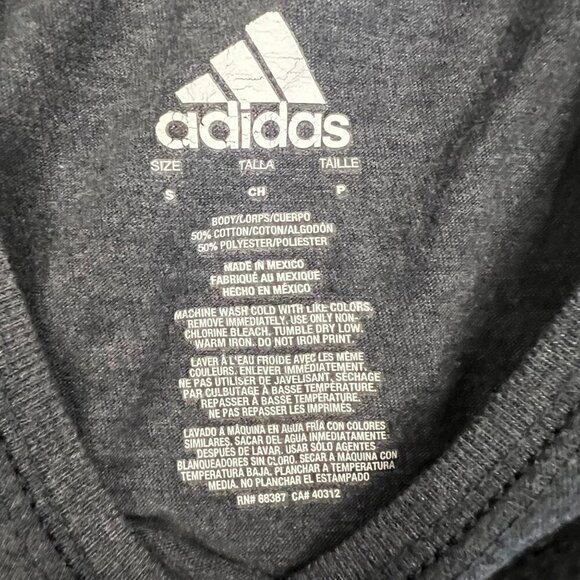 adidas
SIZE TALLA TAILLE
S CH P
BODY/CORPS/CUERPO
50% COTTON/COTON/ALGODÓN
50% POLYESTER/POLIESTER
MADE IN MEXICO
FABRIQUÉ AU MEXIQUE
HECHO EN MÉXICO
MACHINE WASH COLD WITH LIKE COLORS.
REMOVE IMMEDIATELY, USE ONLY NON-
CHLORINE BLEACH, TUMBLE DRY LOW.
WARM IRON. DO NOT IRON PRINT.
LAVER À L'EAU FROIDE AVEC LES MÊME
COULEURS. ENLEVER IMMÉDIATEMENT,
NE PAS UTILISER DE JAVELISANT, SÉCHAGE
PAR CULBUTAGE À BASSE TEMPÉRATURE.
REPASSER À BASSE TEMPÉRATURE
NE PAS REPASSER LES IMPRIMÉS.
LAVADO A MÁQUINA EN AGUA FRÍA CON COLORES
SIMILARES. SACAR DEL AGUA INMEDIATAMENTE
DESPUÉS DE LAVAR. USAR SÓLO AGENTES
BLANQUEADORES SIN CLORO. SECAR A MÁQUINA
TEMPERATURA BAJA. PLANCHAR A TEMPERATURA
MEDIA. NO PLANCHAR EL ESTAMPADO
RN# 88387 CA# 40312